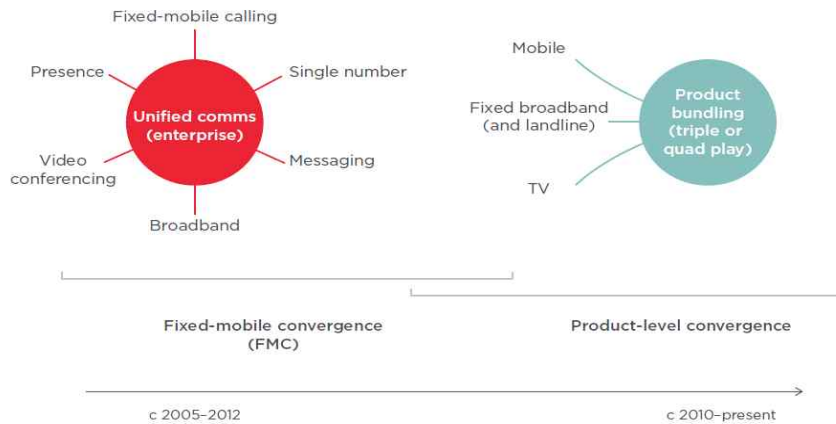 Fixed-mobile calling
Presence
Single number
Unified comms
(enterprise)
Video
conferencing
Messaging
Broadband
Mobile
Fixed broadband
(and landline)
TV
Product
bundling
(triple or
quad play)
Fixed-mobile convergence
(FMC)
Product-level convergence
c 2005–2012
c 2010–present